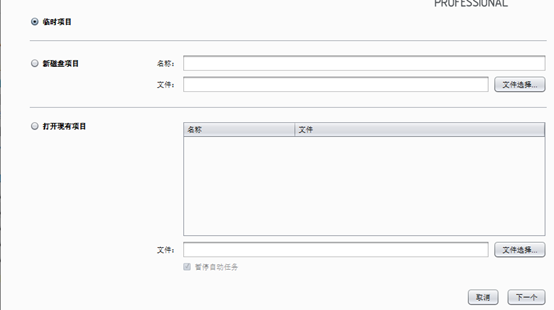 PROFESSIONAL
临时项目
新磁盘项目
名称:
文件:
文件选择...
打开现有项目
名称 文件
文件:
文件选择...
暂停自动任务
取消 下一个